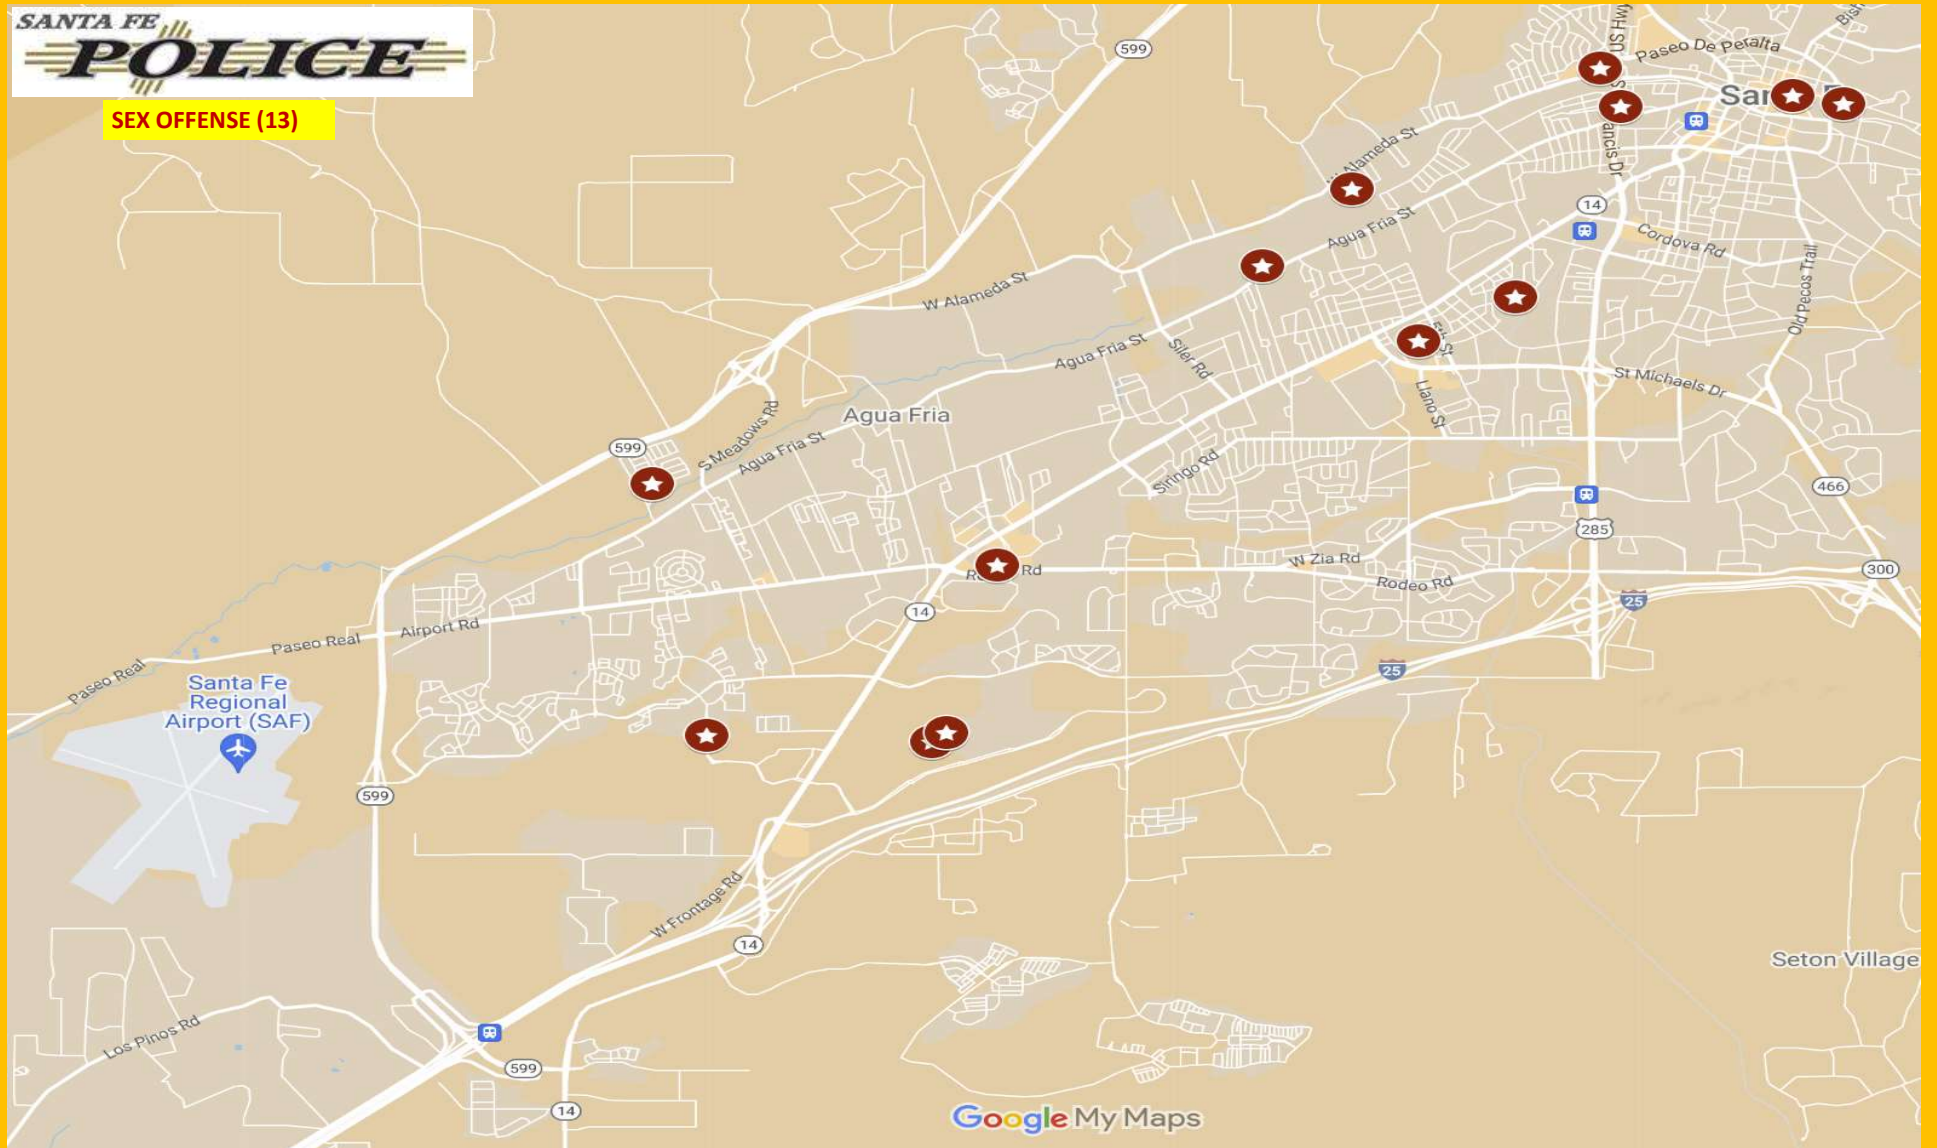 SANTA FE
POLICE
SEX OFFENSE (13)
599
Paseo De Peralta
W Alameda St
Agua Fria St
14
Cordova Rd
Old Pecos Trail
W Alameda St
Siler Rd
Agua Fria St
5th St
St Michaels Dr
Llano St
Agua Fria
S Meadows Rd
Agua Fria St
599
Siringo Rd
466
285
W Zia Rd
Rodeo Rd
Rd
300
25
14
Airport Rd
Paseo Real
Paseo Real
25
Santa Fe
Regional
Airport (SAF)
599
W Frontage Rd
14
Seton Village
Los Pinos Rd
599
14
Google My Maps